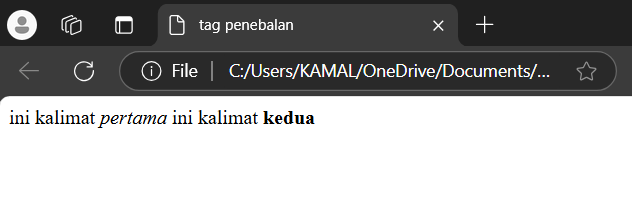 tag penebalan
File C:/Users/KAMAL/OneDrive/Documents/...
ini kalimat pertama ini kalimat kedua